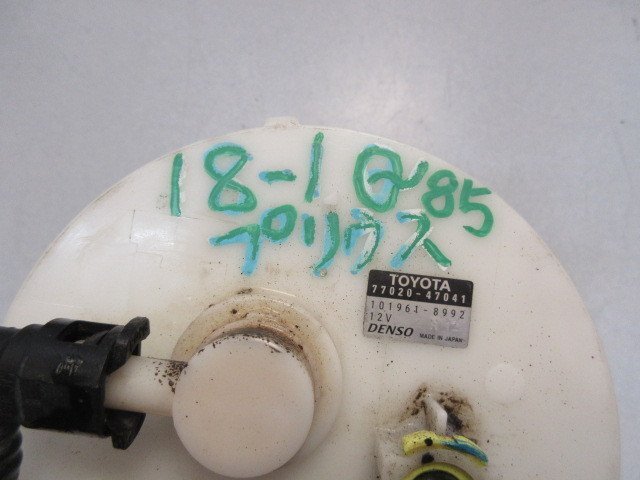 18-1 Q85
プリウス
TOYOTA
77020-47041
101961-8992
12V
DENSO MADE IN JAPAN